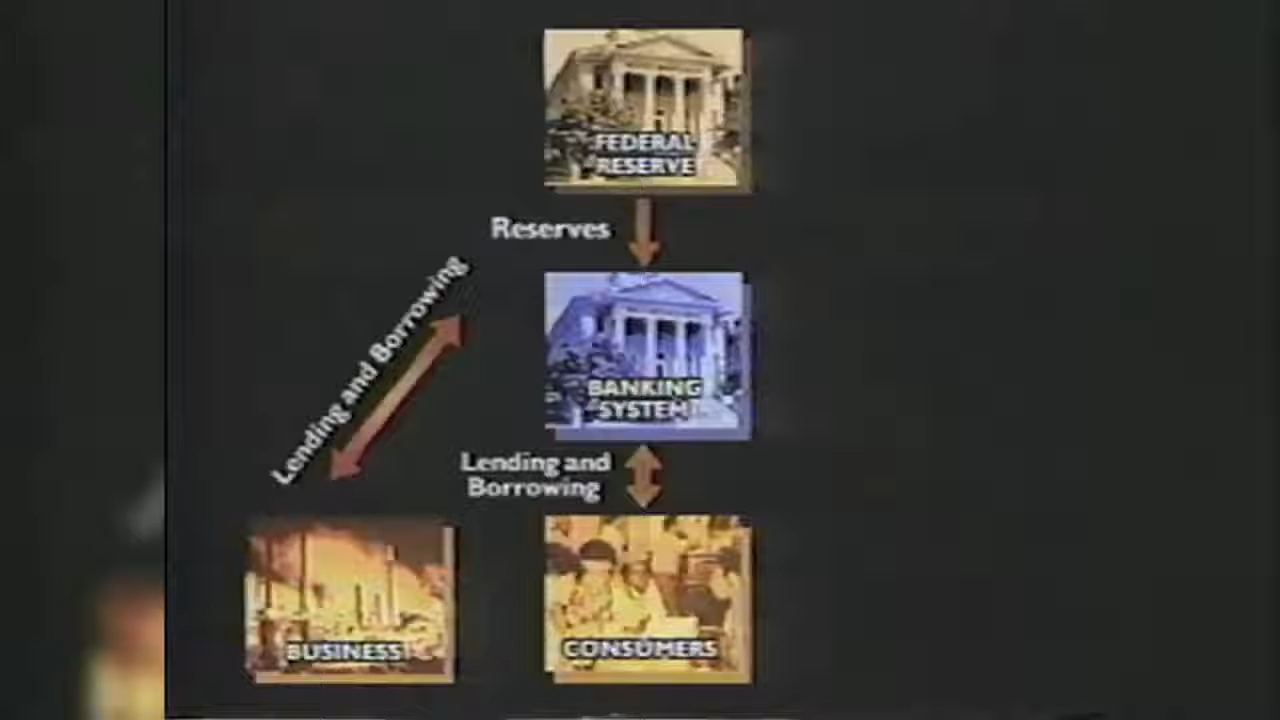 FEDERAL
RESERVE
Reserves
Lending and Borrowing
BANKING
SYSTEM
Lending and
Borrowing
BUSINESS
CONSUMERS